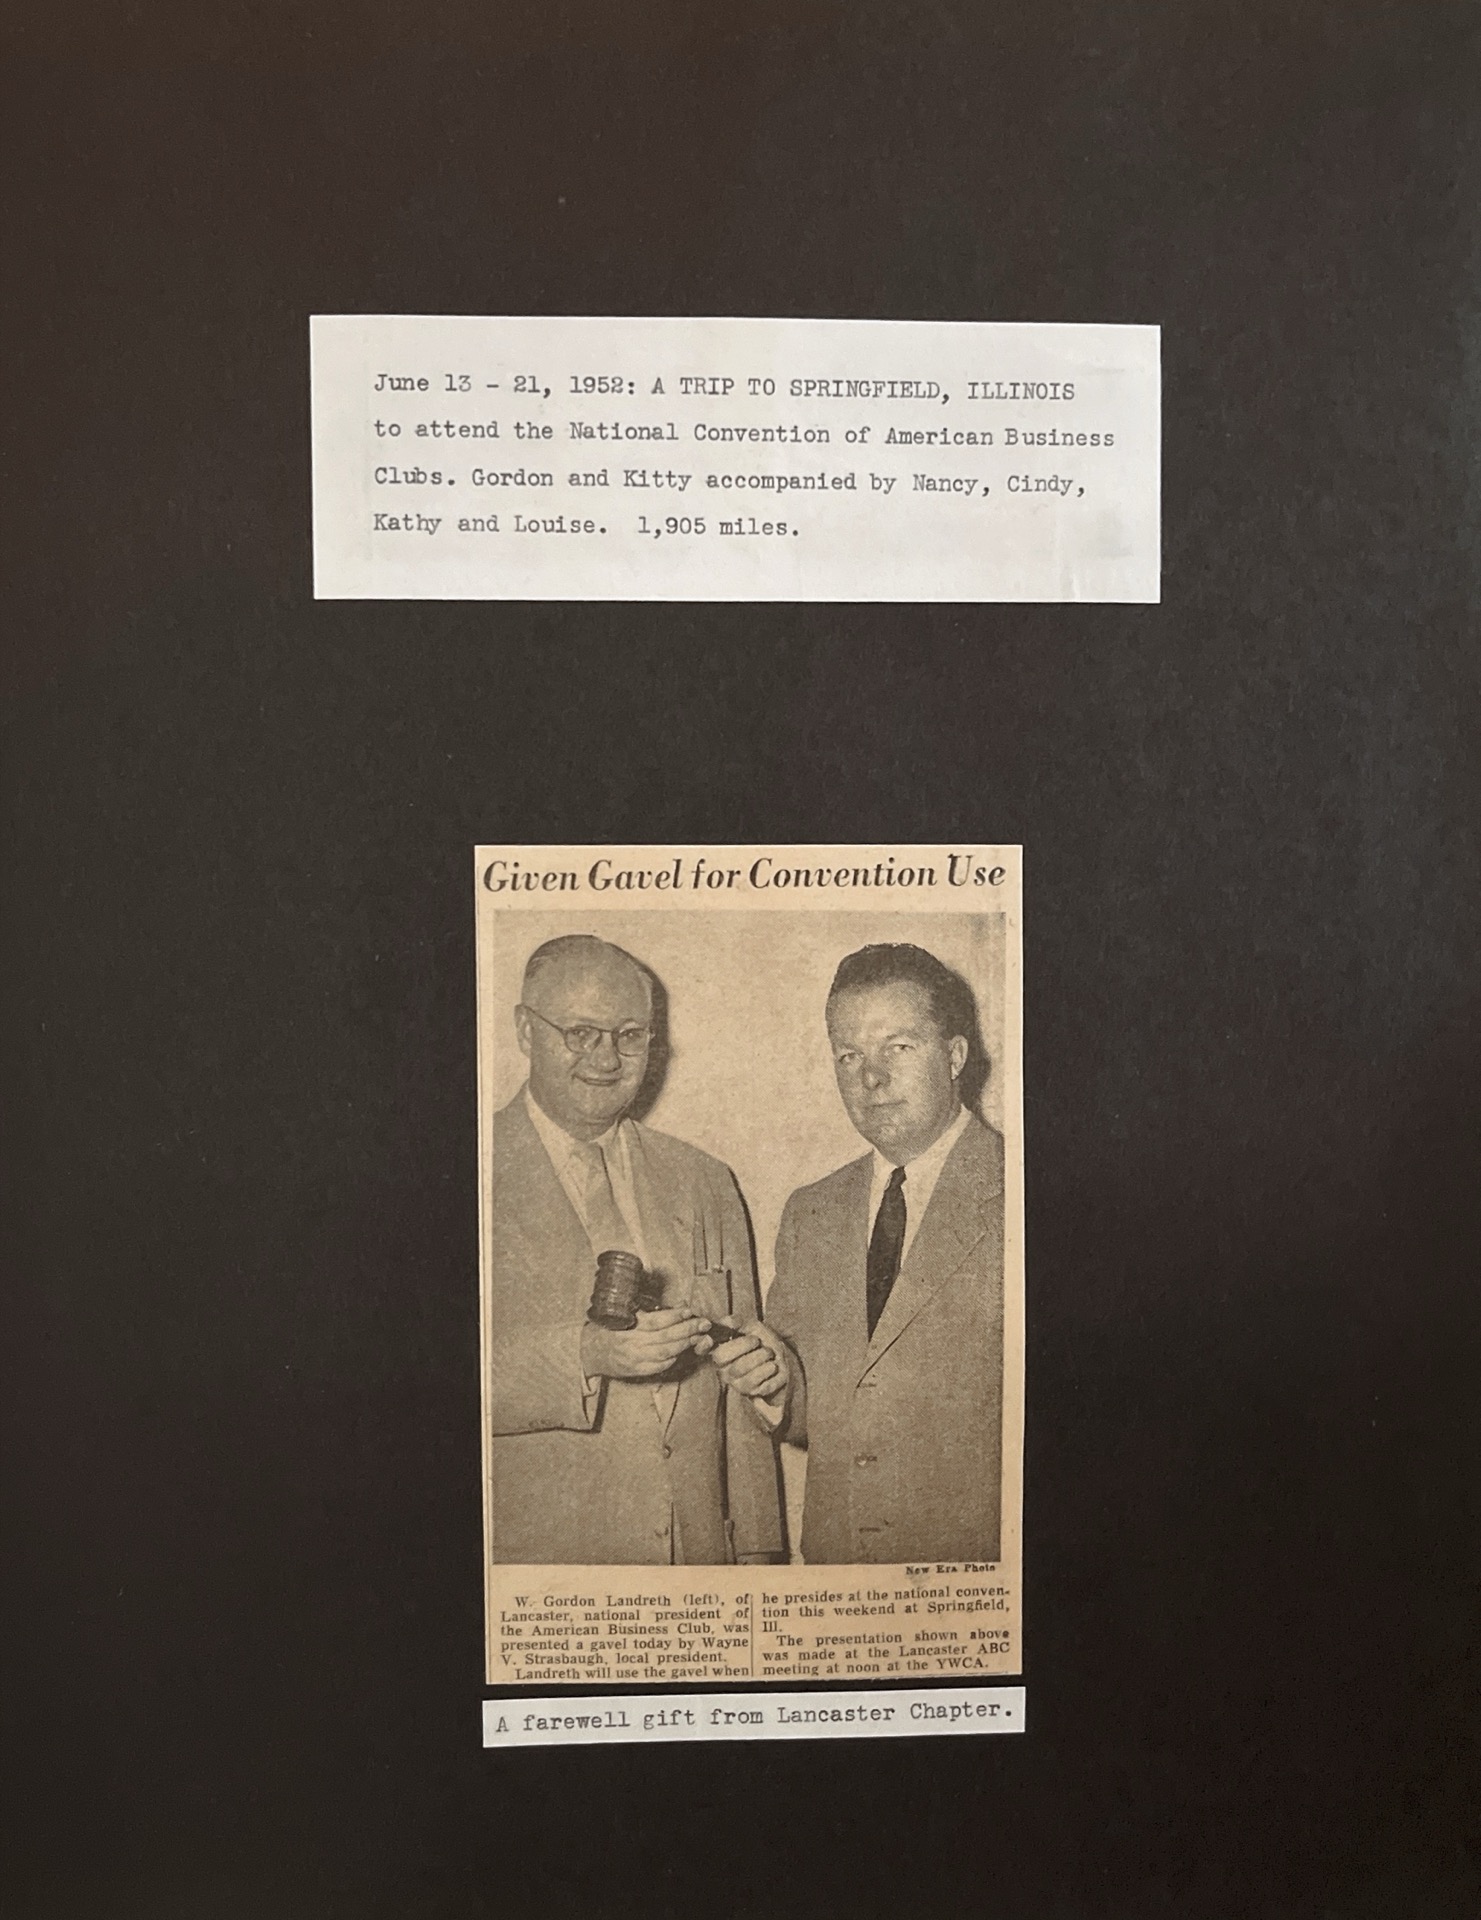 June 13 - 21, 1952: A TRIP TO SPRINGFIELD, ILLINOIS
to attend the National Convention of American Business
Clubs. Gordon and Kitty accompanied by Nancy, Cindy,
Kathy and Louise. 1,905 miles.
Given Gavel for Convention Use
New Era Photo
W. Gordon Landreth (left), of
Lancaster, national president of
the American Business Club, was
presented a gavel today by Wayne
V. Strasbaugh, local president.
Landreth will use the gavel when
he presides at the national conven-
tion this weekend at Springfield,
Ill.
The presentation shown above
was made at the Lancaster ABC
meeting at noon at the YWCA.
A farewell gift from Lancaster Chapter.